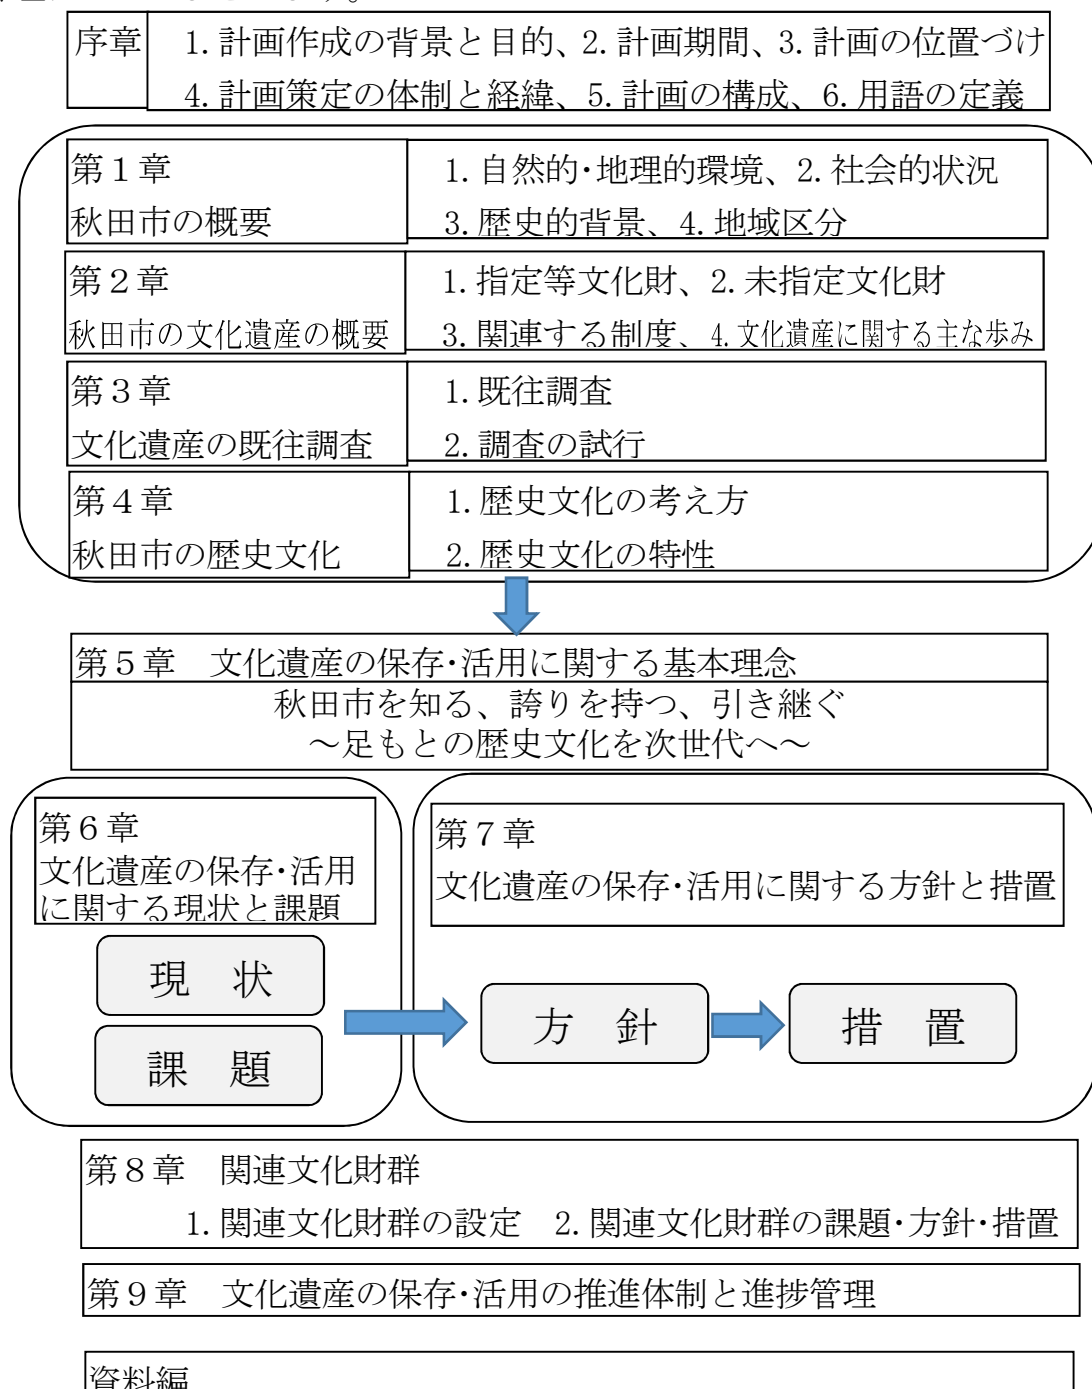 序章 1.計画作成の背景と目的、2.計画期間、3.計画の位置づけ
4.計画策定の体制と経緯、5.計画の構成、6.用語の定義
第1章
秋田市の概要
1.自然的・地理的環境、2.社会的状況
3.歴史的背景、4.地域区分
第2章
秋田市の文化遺産の概要
1.指定等文化財、2.未指定文化財
3.関連する制度、4.文化遺産に関する主な歩み
第3章
文化遺産の既往調査
1.既往調査
2.調査の試行
第4章
秋田市の歴史文化
1.歴史文化の考え方
2.歴史文化の特性
第5章 文化遺産の保存・活用に関する基本理念
秋田市を知る、誇りを持つ、引き継ぐ
～足もとの歴史文化を次世代へ～
第6章
文化遺産の保存・活用
に関する現状と課題
現 状
課 題
第7章
文化遺産の保存・活用に関する方針と措置
方 針
措 置
第8章 関連文化財群
1.関連文化財群の設定 2.関連文化財群の課題・方針・措置
第9章 文化遺産の保存・活用の推進体制と進捗管理
資料編